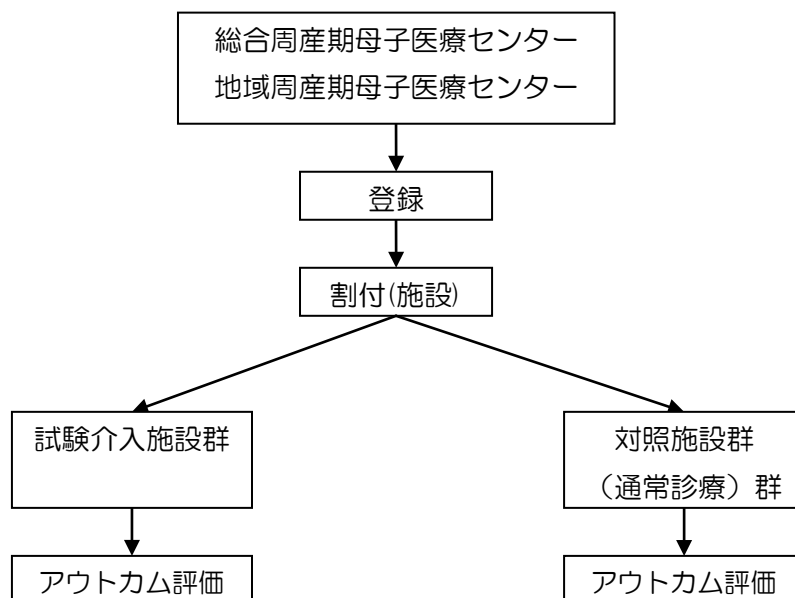 総合周産期母子医療センター
地域周産期母子医療センター
登録
割付(施設)
試験介入施設群
対照施設群
（通常診療）群
アウトカム評価
アウトカム評価